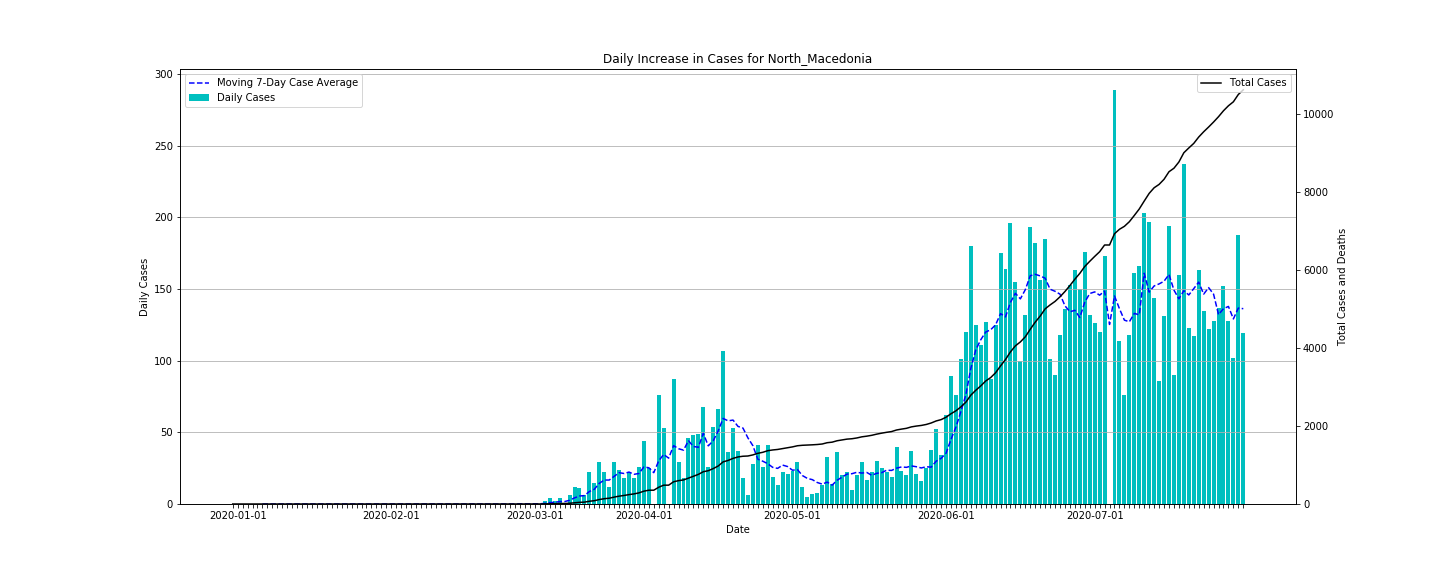 Daily Increase in Cases for North_Macedonia
Moving 7-Day Case Average
Daily Cases
Total Cases
300
250
200
150
100
50
0
Daily Cases
10000
8000
6000
4000
2000
0
Total Cases and Deaths
2020-01-01 2020-02-01 2020-03-01 2020-04-01 2020-05-01 2020-06-01 2020-07-01
Date